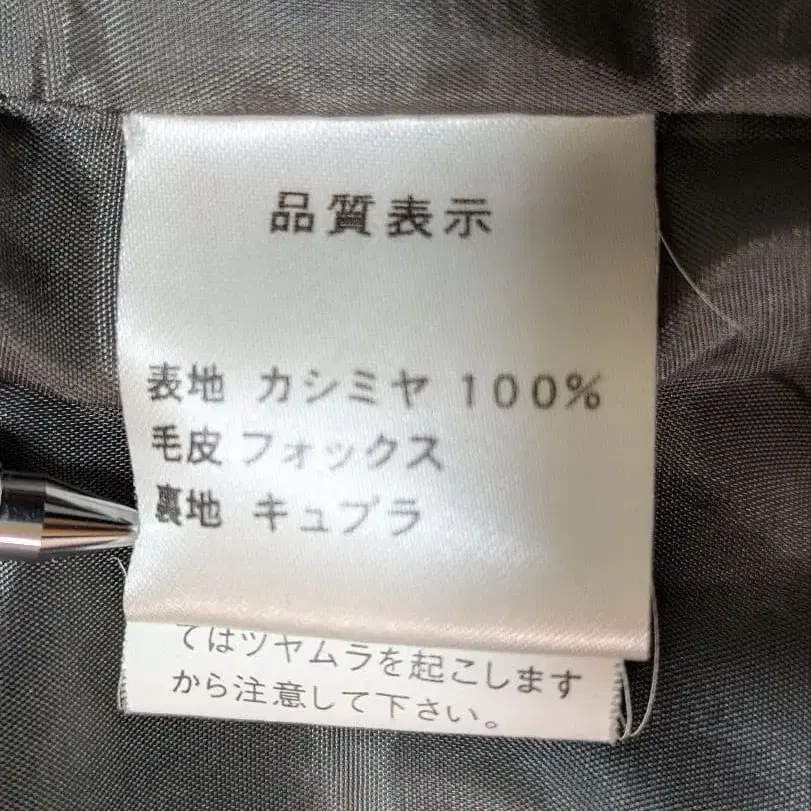 品質表示
表地 カシミヤ 100%
毛皮 フォックス
裏地 キュプラ
てはツヤムラを起こします
から注意して下さい。